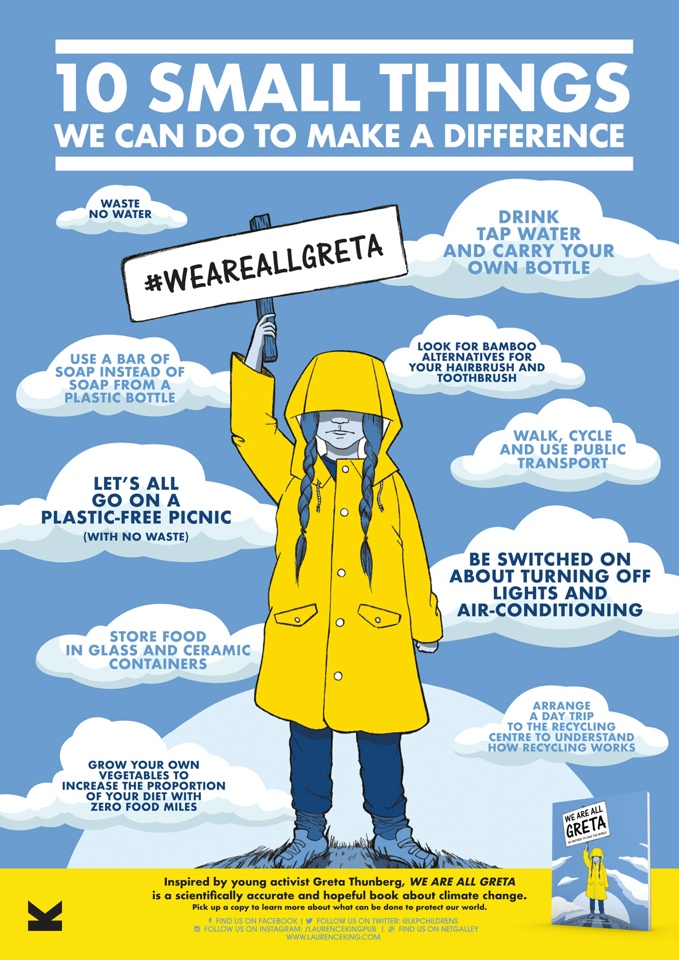 10 SMALL THINGS
WE CAN DO TO MAKE A DIFFERENCE
WASTE
NO WATER
#WEAREALLGRETA
DRINK
TAP WATER
AND CARRY YOUR
OWN BOTTLE
USE A BAR OF
SOAP INSTEAD OF
SOAP FROM A
PLASTIC BOTTLE
LOOK FOR BAMBOO
ALTERNATIVES FOR
YOUR HAIRBRUSH AND
TOOTHBRUSH
WALK, CYCLE
AND USE PUBLIC
TRANSPORT
LET'S ALL
GO ON A
PLASTIC-FREE PICNIC
(WITH NO WASTE)
BE SWITCHED ON
ABOUT TURNING OFF
LIGHTS AND
AIR-CONDITIONING
STORE FOOD
IN GLASS AND CERAMIC
CONTAINERS
ARRANGE
A DAY TRIP
TO THE RECYCLING
CENTRE TO UNDERSTAND
HOW RECYCLING WORKS
GROW YOUR OWN
VEGETABLES TO
INCREASE THE PROPORTION
OF YOUR DIET WITH
ZERO FOOD MILES
WE ARE ALL
GRETA
Inspired by young activist Greta Thunberg, WE ARE ALL GRETA
is a scientifically accurate and hopeful book about climate change.
Pick up a copy to learn more about what can be done to protect our world.
FIND US ON FACEBOOK | FOLLOW US ON TWITTER: @LKPCHILDRENS
FOLLOW US ON INSTAGRAM: /LAURENCEKINGPUB | FIND US ON NETGALLEY
WWW.LAURENCEKING.COM